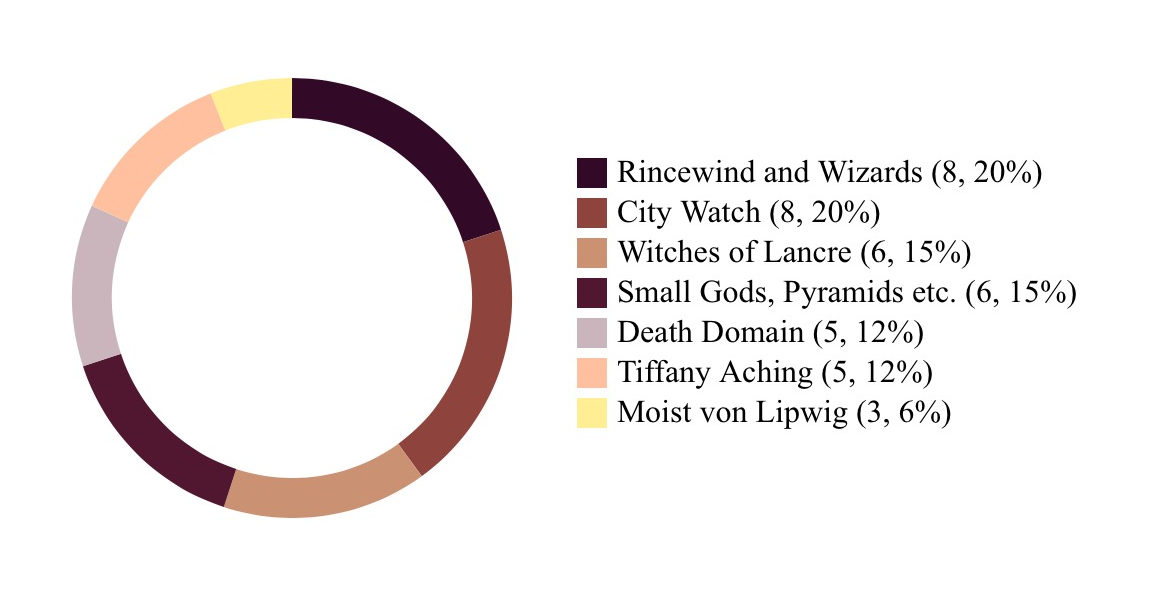 Rincewind and Wizards (8, 20%)
City Watch (8, 20%)
Witches of Lancre (6, 15%)
Small Gods, Pyramids etc. (6, 15%)
Death Domain (5, 12%)
Tiffany Aching (5, 12%)
Moist von Lipwig (3, 6%)